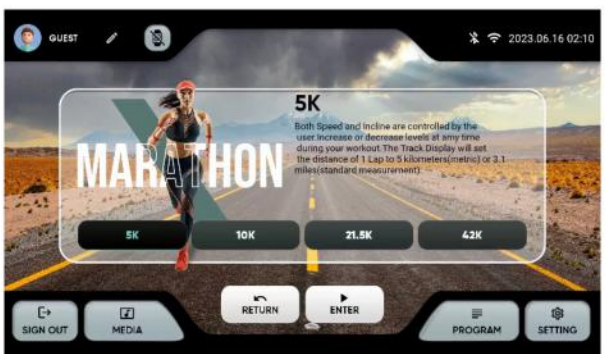 GUEST
2023.06.16 02:10
5K
Both Speed and Incline are controlled by the
user.Increase or decrease levels at amy time
during your workout.The Track Display will set
the distance of 1 Lap to 5 kilometers(metric) or 3.1
miles(standard measurement).
MARATHON
5K
10K
21.5K
42K
RETURN
ENTER
SIGN OUT
MEDIA
PROGRAM
SETTING